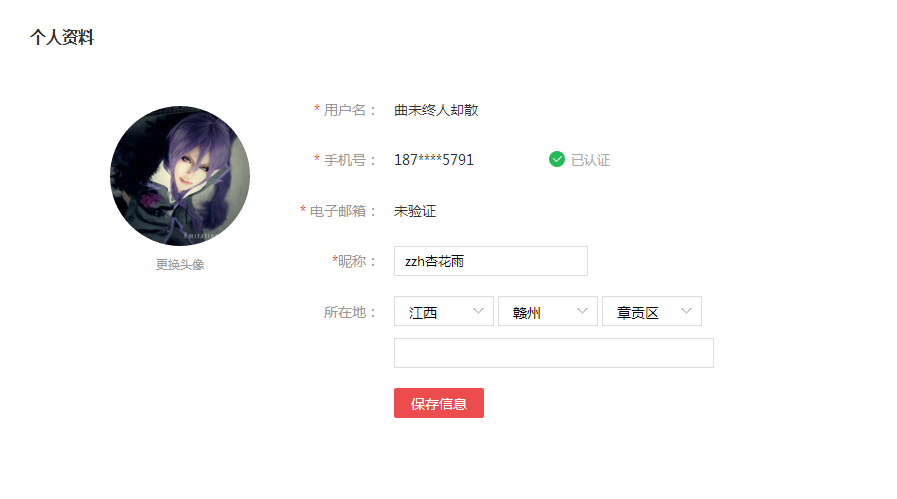 个人资料
* 用户名： 曲未终人却散
* 手机号： 187****5791 已认证
* 电子邮箱： 未验证
更换头像
*昵称： zzh杏花雨
所在地： 江西 赣州 章贡区
保存信息